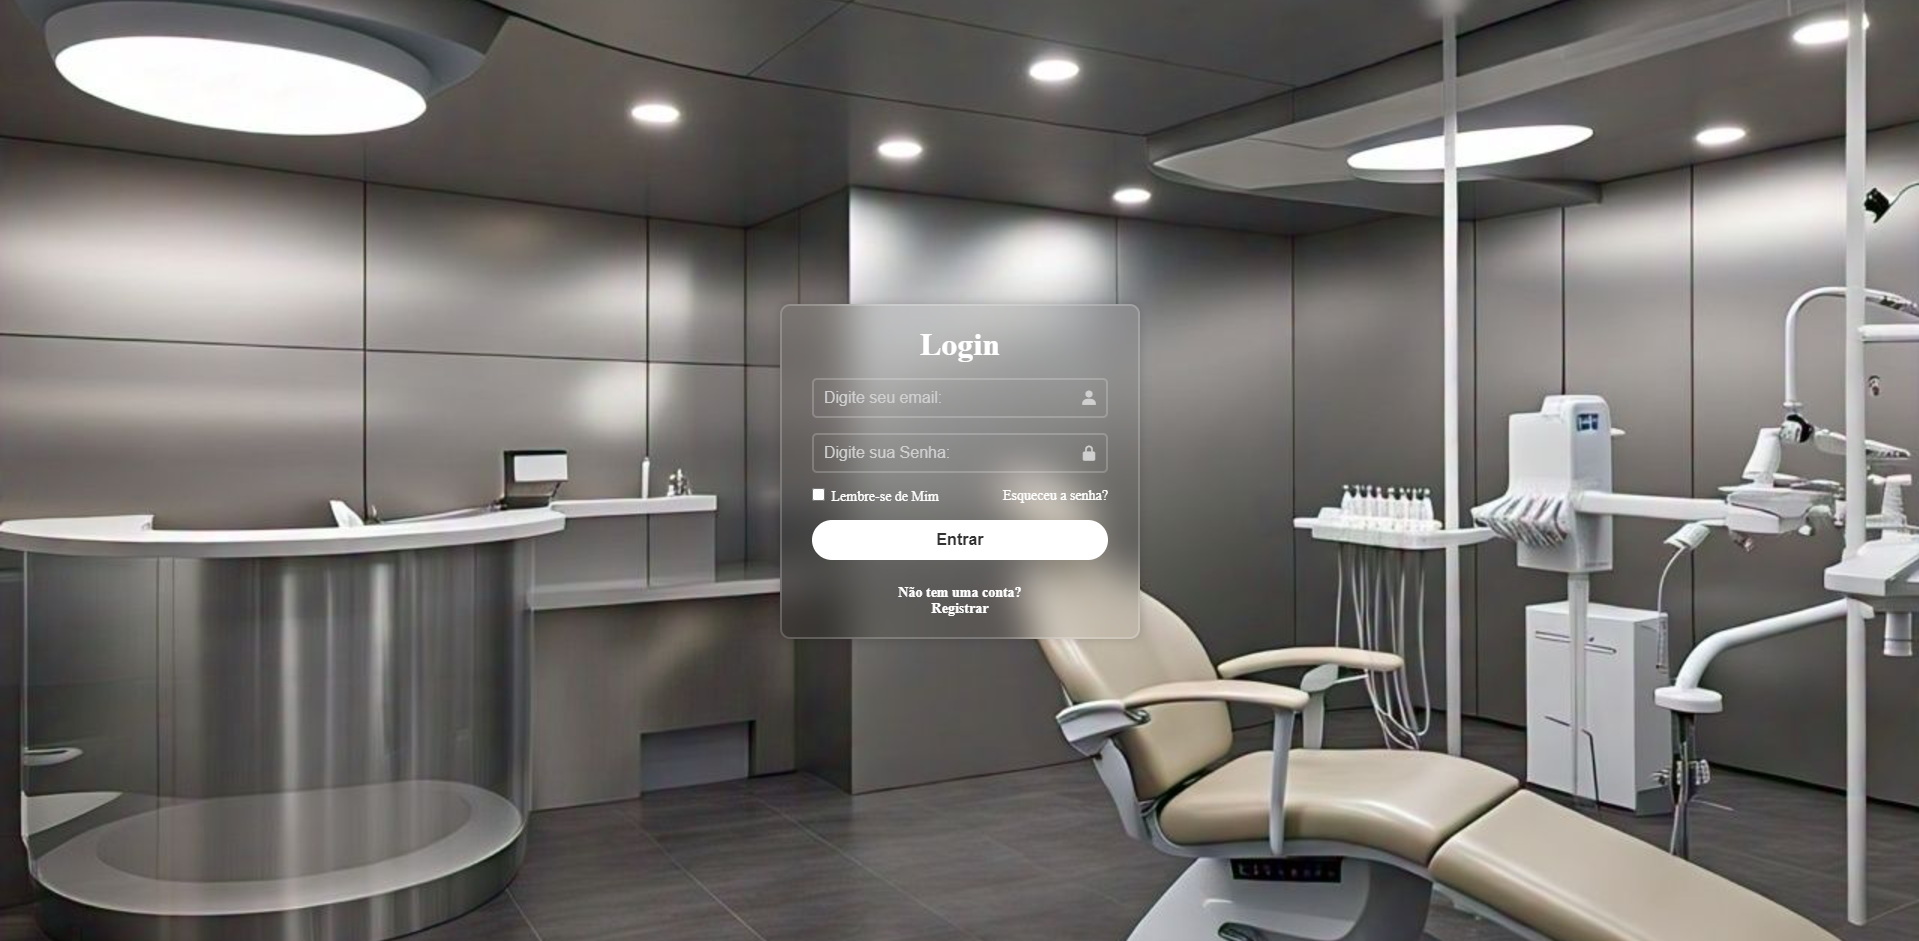 Login
Digite seu email:
Digite sua Senha:
Lembre-se de Mim
Esqueceu a senha?
Entrar
Não tem uma conta?
Registrar